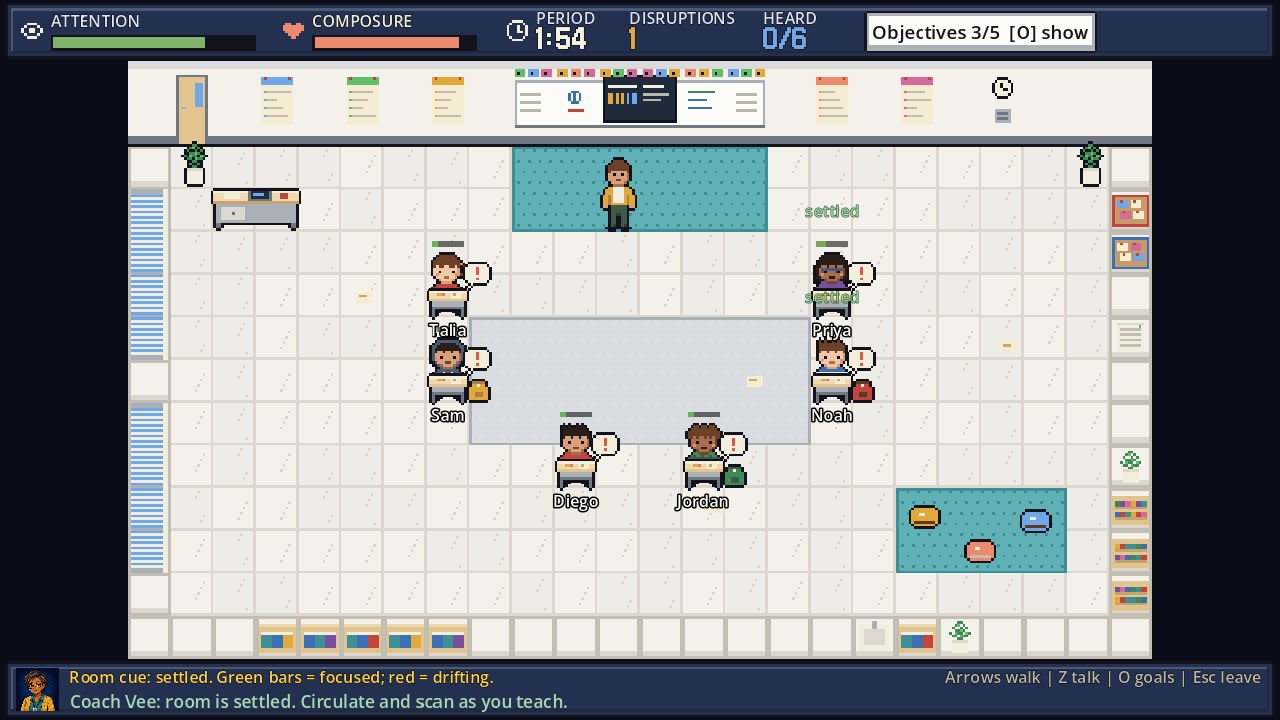 ATTENTION
COMPOSURE
PERIOD
1:54
DISRUPTIONS
1
HEARD
0/6
Objectives 3/5 [O] show
settled
settled
Talia
Priya
Sam
Noah
Diego
Jordan
Room cue: settled. Green bars = focused; red = drifting.
Arrows walk | Z talk | O goals | Esc leave
Coach Vee: room is settled. Circulate and scan as you teach.